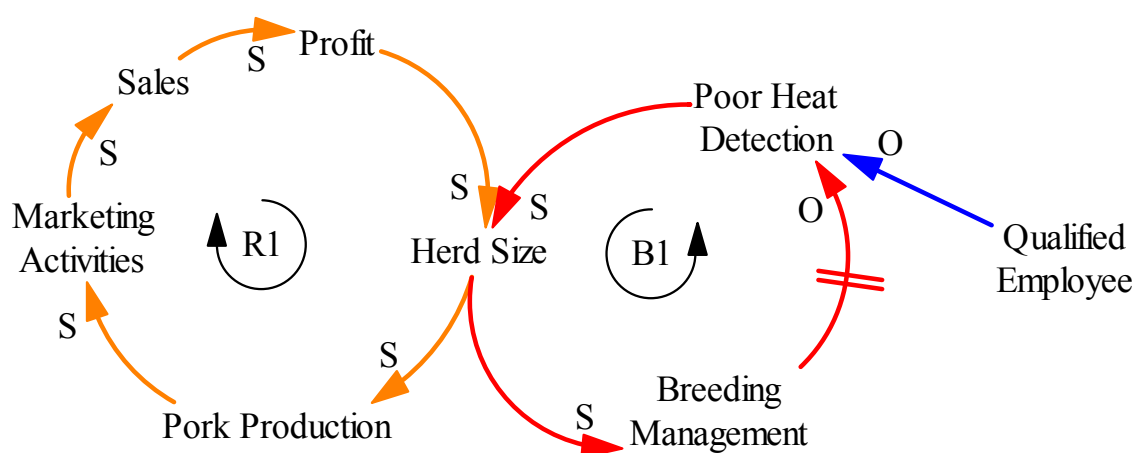 Profit
S
Sales
S
Marketing
Activities
R1
S
Pork Production
S
Herd Size
S
S
Poor Heat
Detection
O
O
B1
Qualified
Employee
Breeding
Management
S